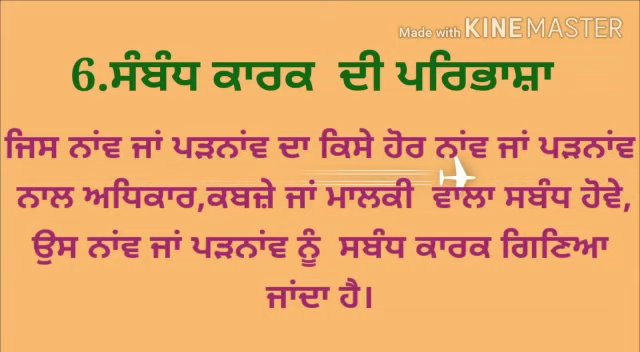 Made with KINEMASTER
6.ਸੰਬੰਧ ਕਾਰਕ ਦੀ ਪਰਿਭਾਸ਼ਾ
ਜਿਸ ਨਾਂਵ ਜਾਂ ਪੜਨਾਂਵ ਦਾ ਕਿਸੇ ਹੋਰ ਨਾਂਵ ਜਾਂ ਪੜਨਾਂਵ
ਨਾਲ ਅਧਿਕਾਰ,ਕਬਜ਼ੇ ਜਾਂ ਮਾਲਕੀ ਵਾਲਾ ਸਬੰਧ ਹੋਵੇ,
ਉਸ ਨਾਂਵ ਜਾਂ ਪੜਨਾਂਵ ਨੂੰ ਸਬੰਧ ਕਾਰਕ ਗਿਣਿਆ
ਜਾਂਦਾ ਹੈ।